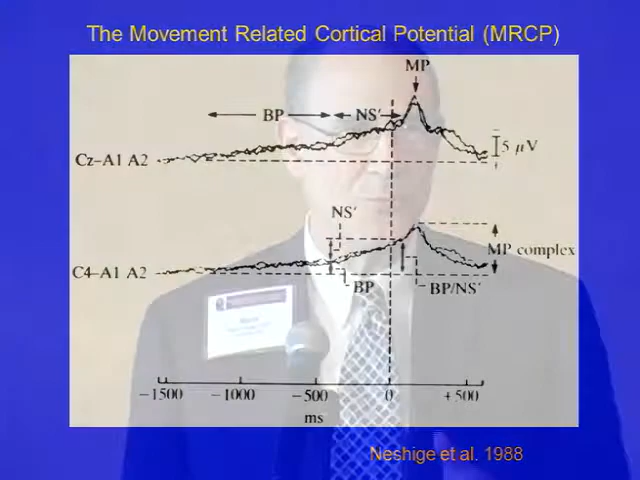 The Movement Related Cortical Potential (MRCP)
MP
BP
NS'
5 μV
Cz–A1 A2
NS'
MP complex
C4–A1 A2
BP
BP/NS'
−1500 −1000 −500 0 +500
ms
Neshige et al. 1988